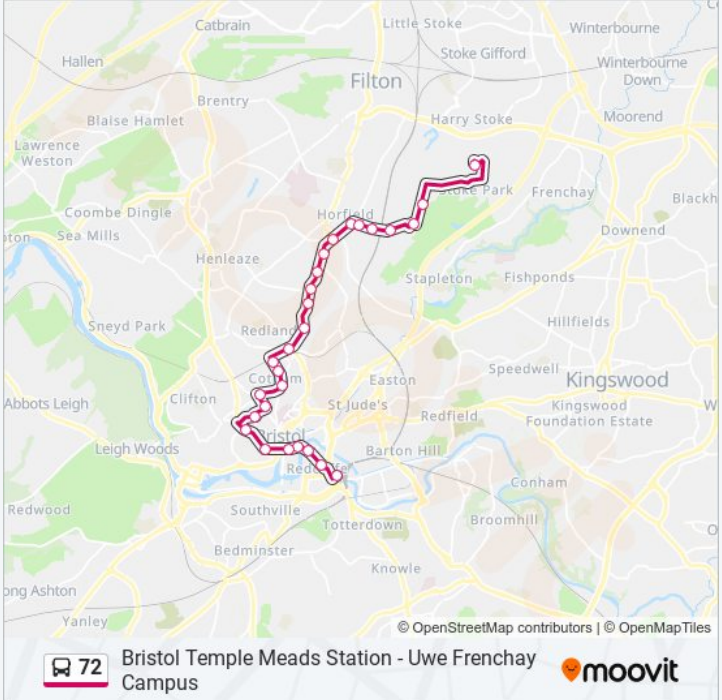 Catbrain
Little Stoke
Winterbourne
Hallen
Stoke Gifford
Winterbourne
Down
Filton
Brentry
Blaise Hamlet
Harry Stoke
Moorend
Lawrence
Weston
Stoke Park
Frenchay
Blackh
Coombe Dingle
Horfield
Downend
Sea Mills
Henleaze
Stapleton
Fishponds
Sneyd Park
Hillfields
Redland
Speedwell
Cotham
Easton
Kingswood
Abbots Leigh
Clifton
St Jude's
Redfield
Kingswood
Foundation Estate
Bristol
Leigh Woods
Barton Hill
Conham
Redwood
Southville
Totterdown
Broomhill
Bedminster
Knowle
ong Ashton
Yanley
© OpenStreetMap contributors | © OpenMapTiles
72
Bristol Temple Meads Station - Uwe Frenchay
Campus
moovit